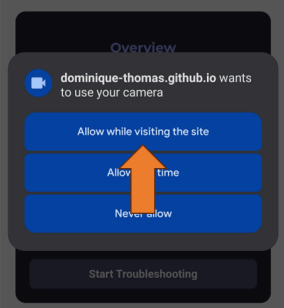 Overview
dominique-thomas.github.io wants
to use your camera
Allow while visiting the site
Allow time
Never allow
Start Troubleshooting